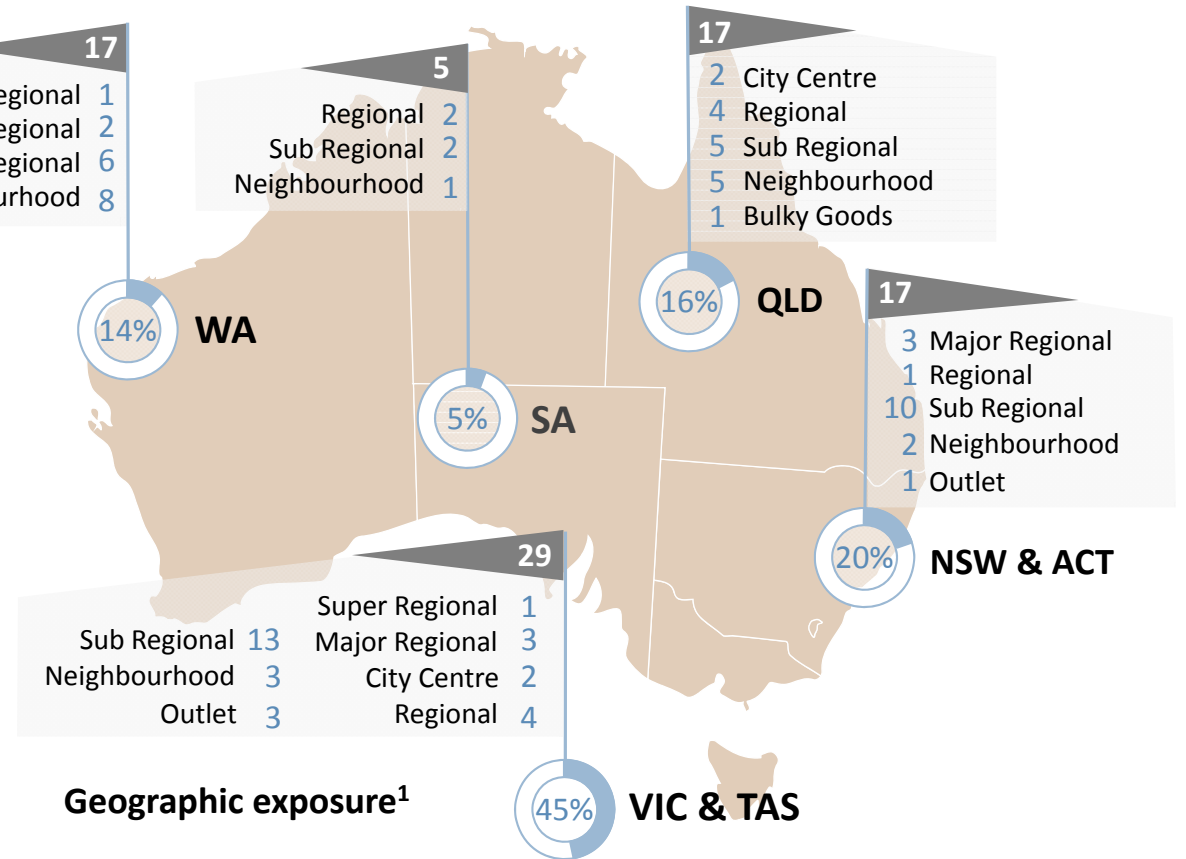 17
egional 1
egional 2
egional 6
urhood 8
14%
WA
5
Regional 2
Sub Regional 2
Neighbourhood 1
5%
SA
17
2 City Centre
4 Regional
5 Sub Regional
5 Neighbourhood
1 Bulky Goods
16%
QLD
17
3 Major Regional
1 Regional
10 Sub Regional
2 Neighbourhood
1 Outlet
20%
NSW & ACT
29
Super Regional 1
Sub Regional 13 Major Regional 3
Neighbourhood 3 City Centre 2
Outlet 3 Regional 4
45%
VIC & TAS
Geographic exposure1